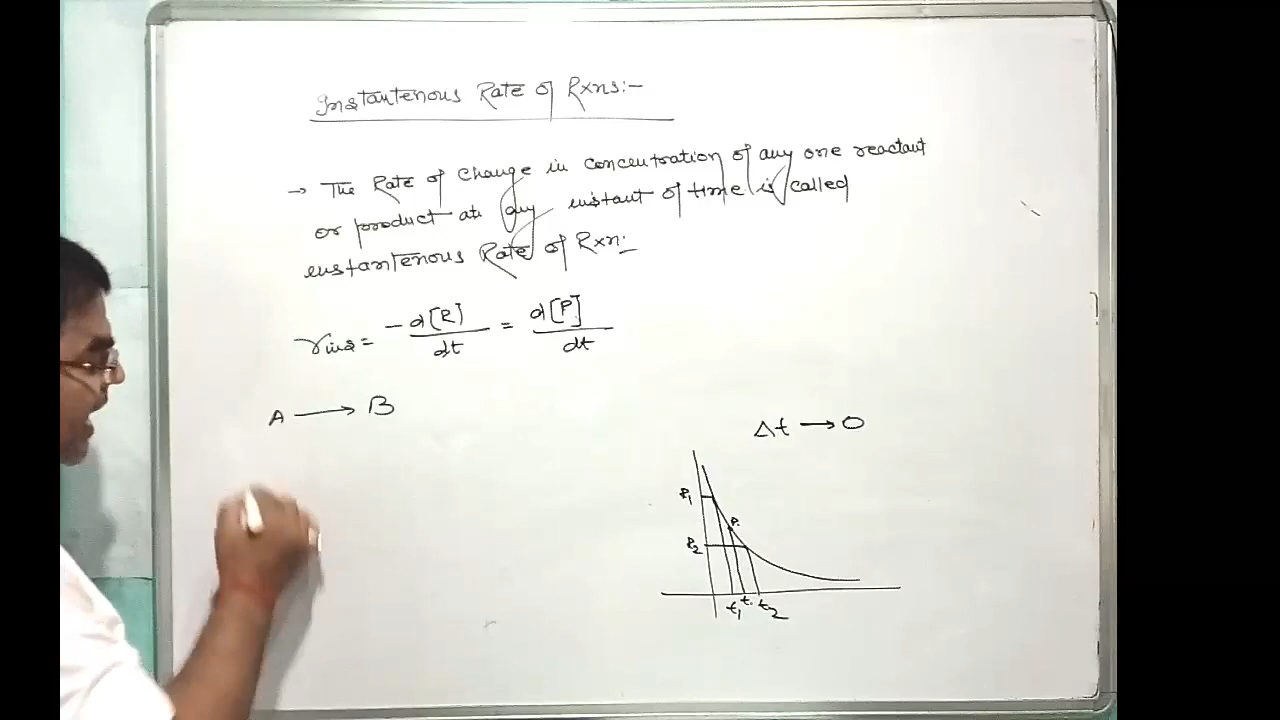 Instantenous Rate of Rxns:-
→ The Rate of change in concentration of any one reactant
or product at any instant of time is called
instantenous Rate of Rxn:
rins = -d[R]/dt = d[P]/dt
A → B
Δt → 0
R1
P.
R2
t1 t. t2